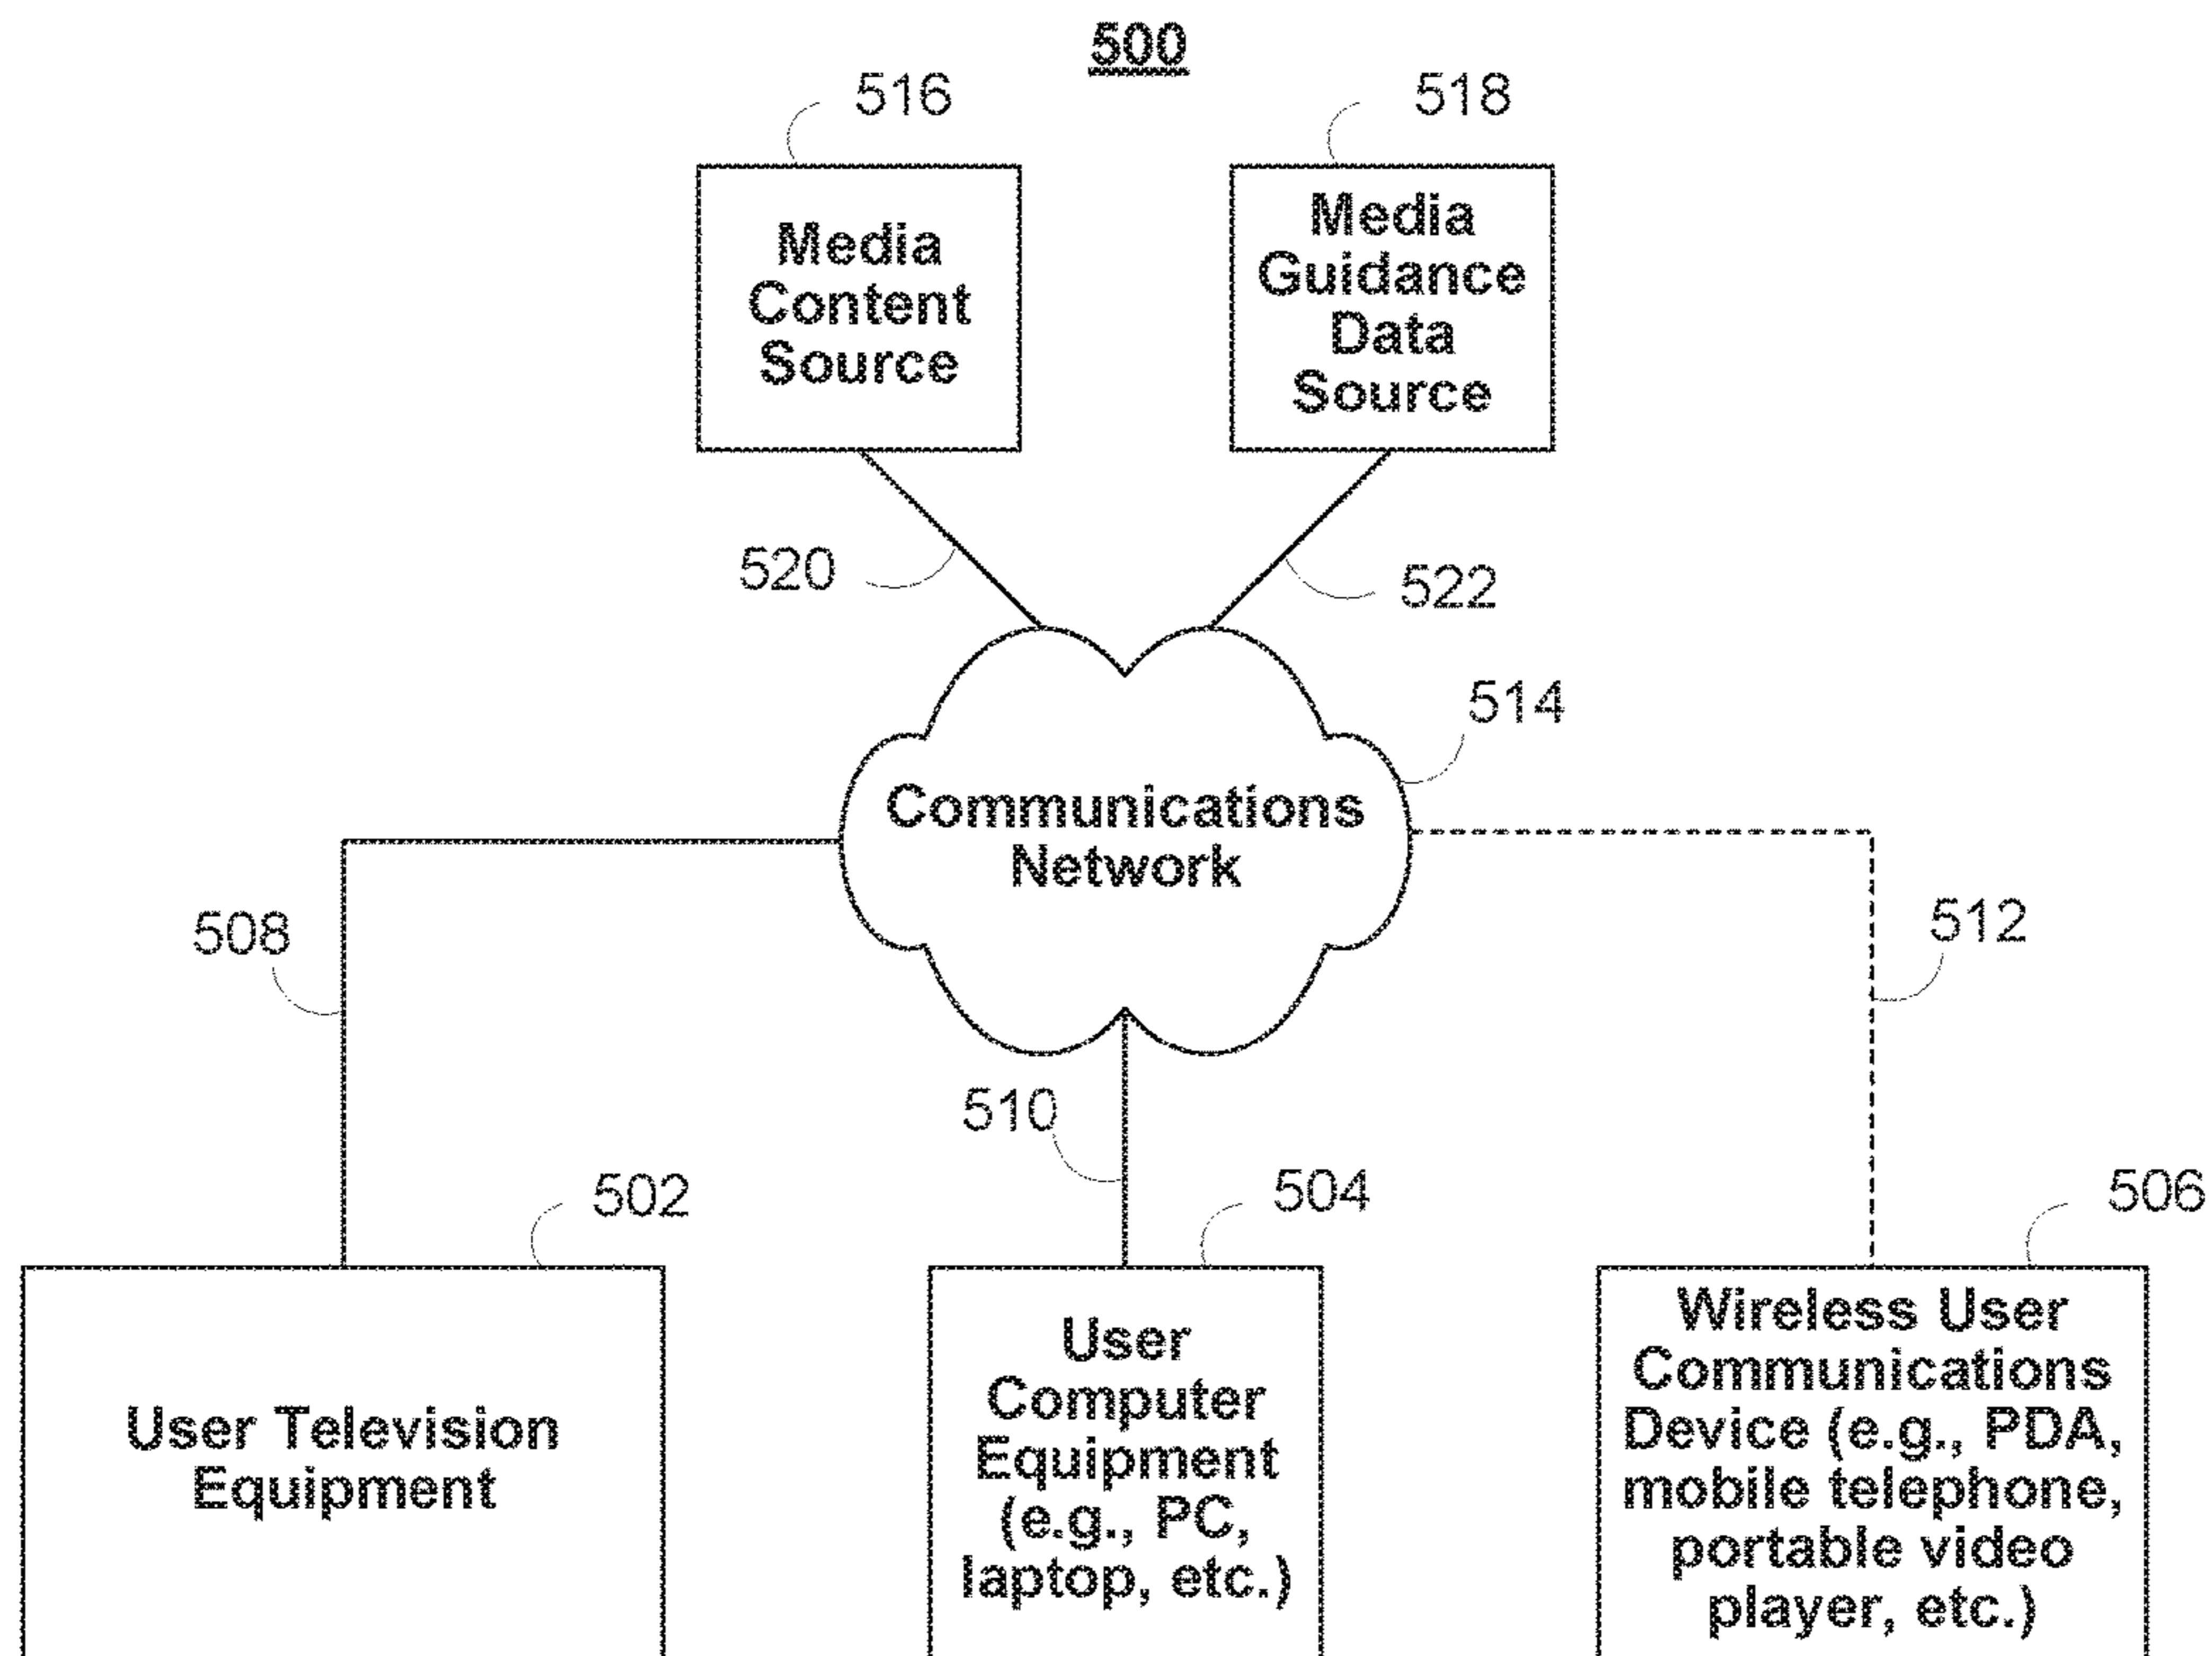 500
516
518
Media
Content
Source
Media
Guidance
Data
Source
520
522
514
Communications
Network
508
512
510
502
504
506
User Television
Equipment
User
Computer
Equipment
(e.g., PC,
laptop, etc.)
Wireless User
Communications
Device (e.g., PDA,
mobile telephone,
portable video
player, etc.)